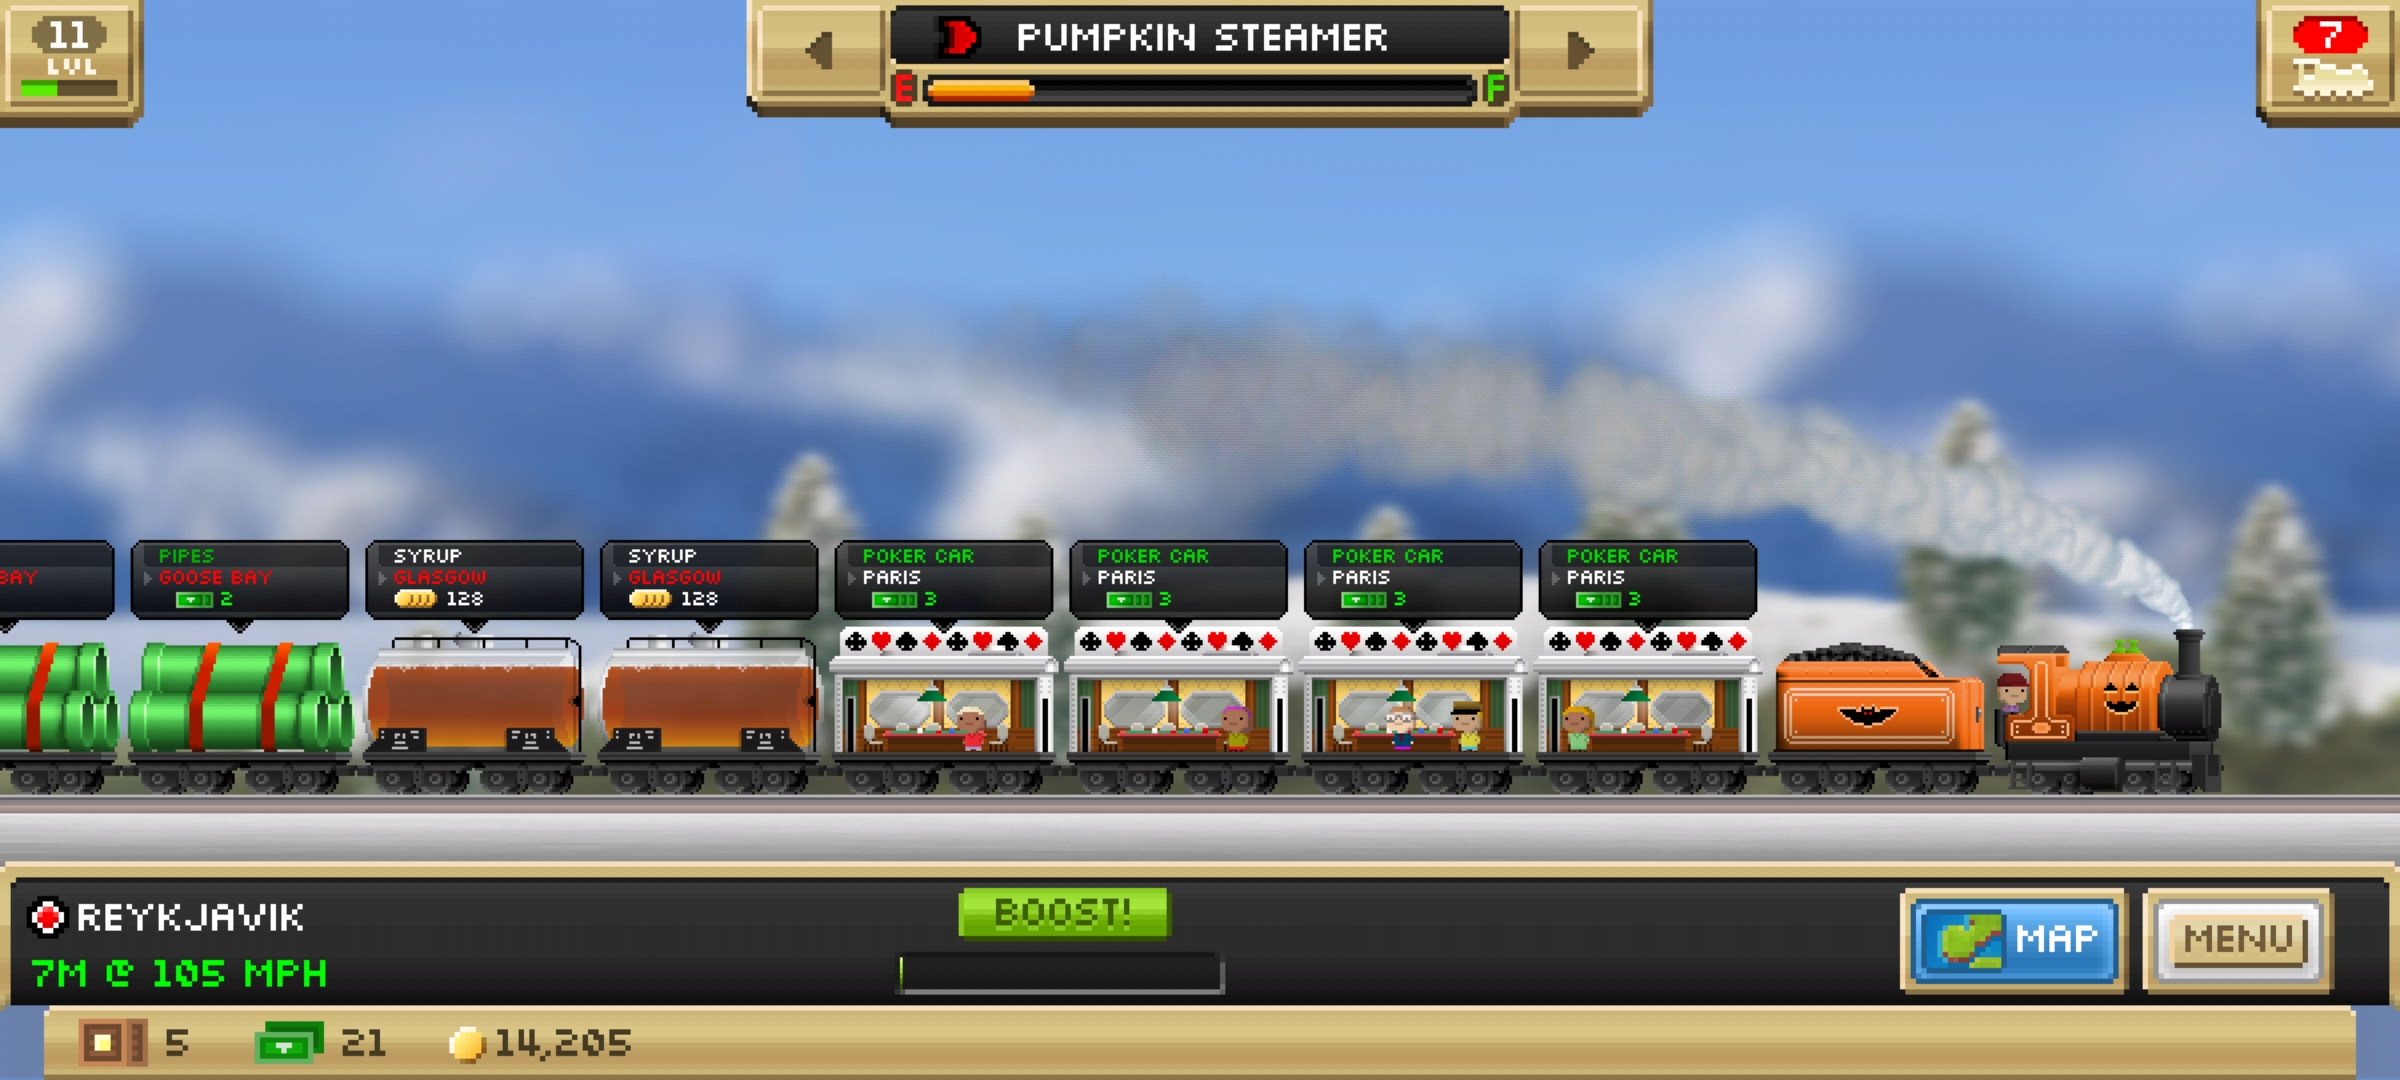 11
LVL
PUMPKIN STEAMER
E F
7
BAY
PIPES
GOOSE BAY
2
SYRUP
GLASGOW
128
SYRUP
GLASGOW
128
POKER CAR
PARIS
3
POKER CAR
PARIS
3
POKER CAR
PARIS
3
POKER CAR
PARIS
3
REYKJAVIK
7M @ 105 MPH
BOOST!
MAP
MENU
5
21
14,205